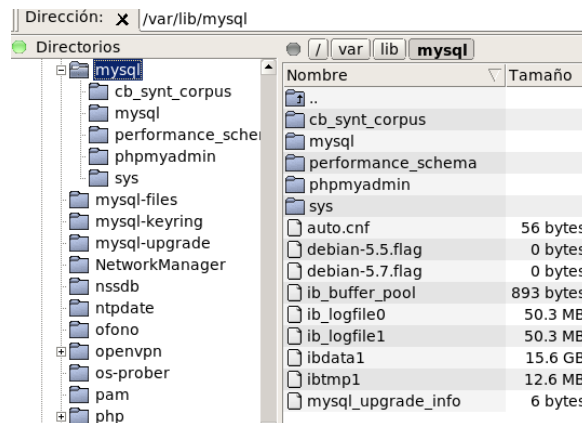 Dirección: /var/lib/mysql
Directorios
mysql
cb_synt_corpus
mysql
performance_scher
phpmyadmin
sys
mysql-files
mysql-keyring
mysql-upgrade
NetworkManager
nssdb
ntpdate
ofono
openvpn
os-prober
pam
php
/ var lib mysql
Nombre Tamaño
..
cb_synt_corpus
mysql
performance_schema
phpmyadmin
sys
auto.cnf 56 bytes
debian-5.5.flag 0 bytes
debian-5.7.flag 0 bytes
ib_buffer_pool 893 bytes
ib_logfile0 50.3 MB
ib_logfile1 50.3 MB
ibdata1 15.6 GB
ibtmp1 12.6 MB
mysql_upgrade_info 6 bytes